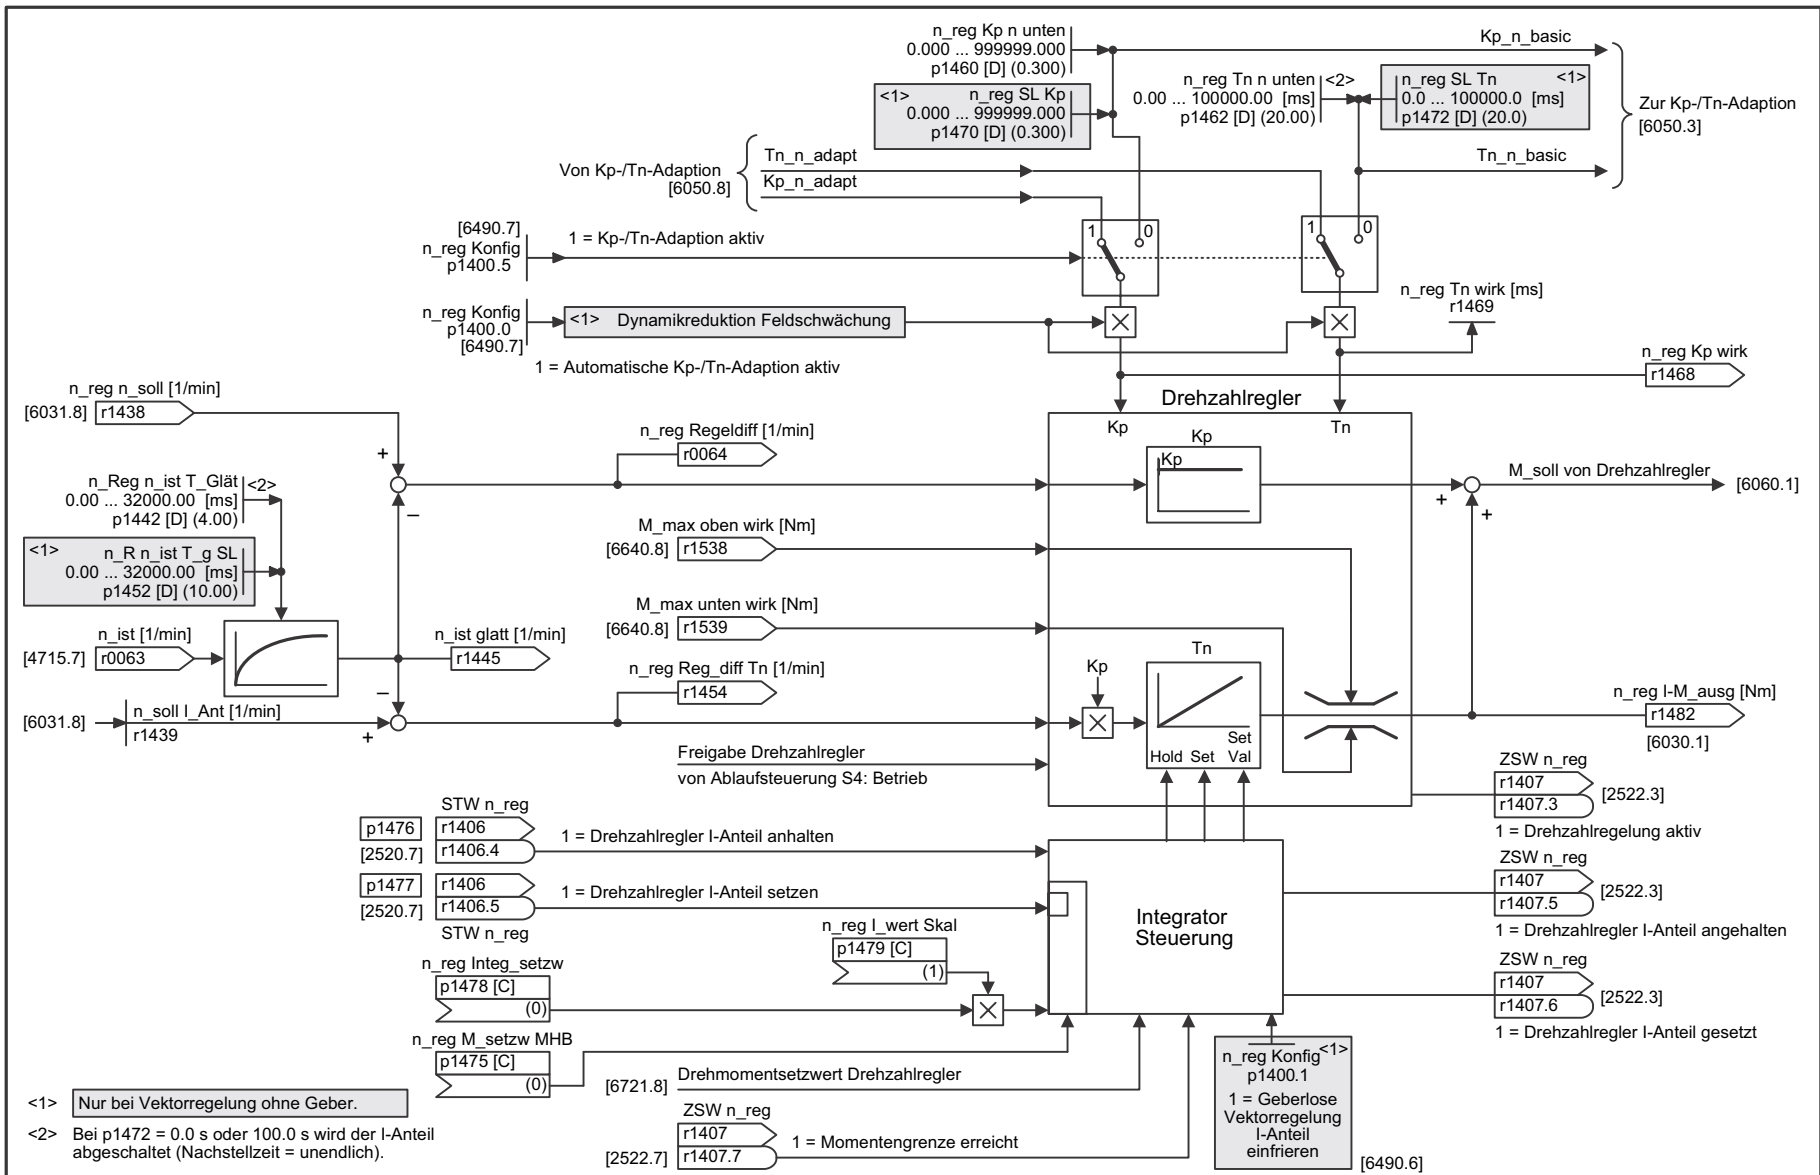 n_reg Kp n unten
0.000 ... 999999.000
p1460 [D] (0.300)
Kp_n_basic
<1> n_reg SL Kp
0.000 ... 999999.000
p1470 [D] (0.300)
n_reg Tn n unten
0.00 ... 100000.00 [ms]
p1462 [D] (20.00)
<2>
n_reg SL Tn <1>
0.0 ... 100000.0 [ms]
p1472 [D] (20.0)
Zur Kp-/Tn-Adaption
[6050.3]
Tn_n_basic
Von Kp-/Tn-Adaption
[6050.8]
Tn_n_adapt
Kp_n_adapt
[6490.7]
n_reg Konfig
p1400.5
1 = Kp-/Tn-Adaption aktiv
1 0
1 0
n_reg Konfig
p1400.0
[6490.7]
<1> Dynamikreduktion Feldschwächung
1 = Automatische Kp-/Tn-Adaption aktiv
n_reg Tn wirk [ms]
r1469
n_reg Kp wirk
r1468
n_reg n_soll [1/min]
[6031.8] r1438
+
–
n_reg Regeldiff [1/min]
r0064
Drehzahlregler
Kp
Tn
Kp
Kp
M_soll von Drehzahlregler
[6060.1]
+
+
n_Reg n_ist T_Glät
0.00 ... 32000.00 [ms]
p1442 [D] (4.00)
<2>
<1> n_R n_ist T_g SL
0.00 ... 32000.00 [ms]
p1452 [D] (10.00)
M_max oben wirk [Nm]
[6640.8] r1538
M_max unten wirk [Nm]
[6640.8] r1539
n_ist [1/min]
[4715.7] r0063
n_ist glatt [1/min]
r1445
–
+
n_reg Reg_diff Tn [1/min]
r1454
[6031.8]
n_soll I_Ant [1/min]
r1439
Kp
Tn
Hold Set
Set
Val
n_reg I-M_ausg [Nm]
r1482
[6030.1]
Freigabe Drehzahlregler
von Ablaufsteuerung S4: Betrieb
ZSW n_reg
r1407
r1407.3
[2522.3]
1 = Drehzahlregelung aktiv
STW n_reg
p1476
[2520.7]
r1406
r1406.4
1 = Drehzahlregler I-Anteil anhalten
p1477
[2520.7]
r1406
r1406.5
STW n_reg
1 = Drehzahlregler I-Anteil setzen
Integrator
Steuerung
ZSW n_reg
r1407
r1407.5
[2522.3]
1 = Drehzahlregler I-Anteil angehalten
n_reg I_wert Skal
p1479 [C]
(1)
n_reg Integ_setzw
p1478 [C]
(0)
ZSW n_reg
r1407
r1407.6
[2522.3]
1 = Drehzahlregler I-Anteil gesetzt
n_reg M_setzw MHB
p1475 [C]
(0)
[6721.8]
Drehmomentsetzwert Drehzahlregler
ZSW n_reg
r1407
r1407.7
[2522.7]
1 = Momentengrenze erreicht
n_reg Konfig <1>
p1400.1
1 = Geberlose
Vektorregelung
I-Anteil
einfrieren
[6490.6]
<1> Nur bei Vektorregelung ohne Geber.
<2> Bei p1472 = 0.0 s oder 100.0 s wird der I-Anteil
abgeschaltet (Nachstellzeit = unendlich).